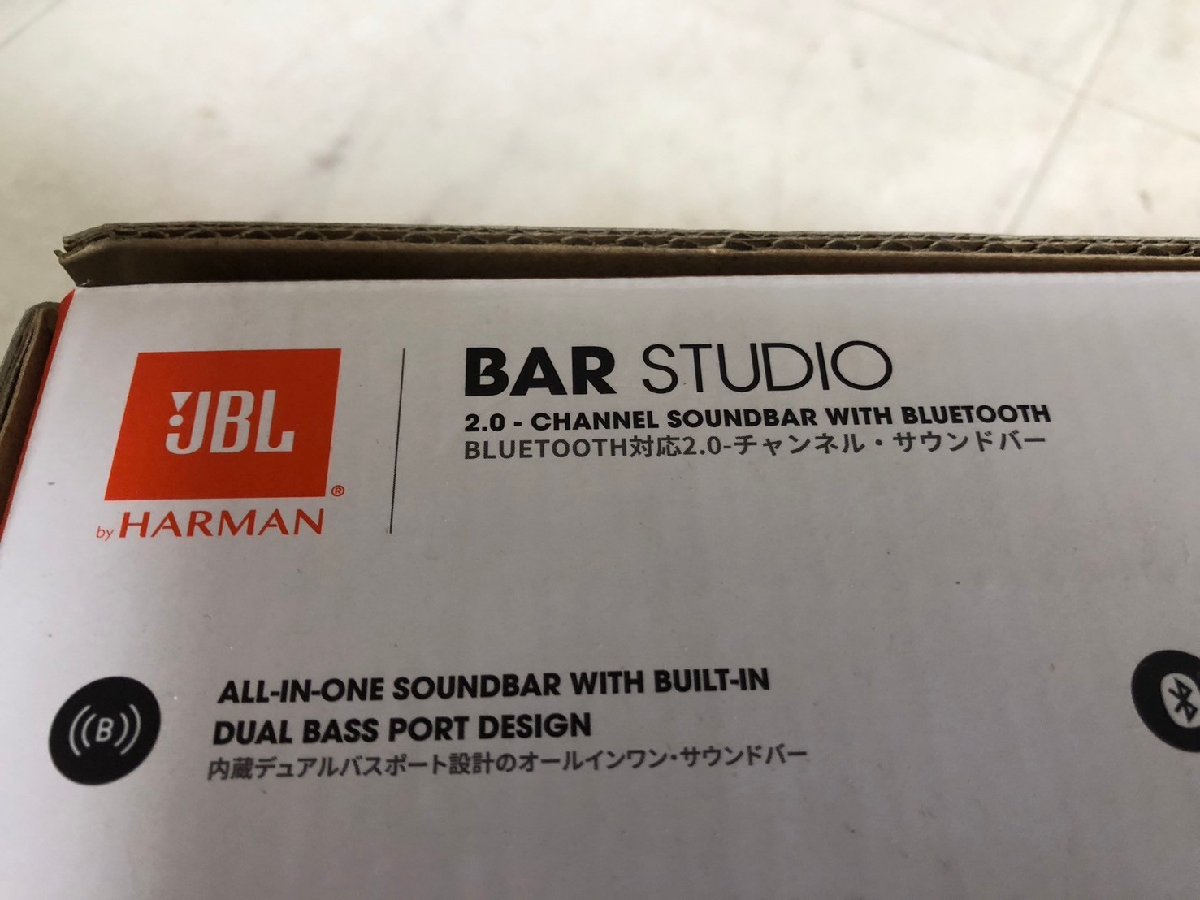 JBL
®
by HARMAN
BAR STUDIO
2.0 - CHANNEL SOUNDBAR WITH BLUETOOTH
BLUETOOTH対応2.0-チャンネル・サウンドバー
B
ALL-IN-ONE SOUNDBAR WITH BUILT-IN
DUAL BASS PORT DESIGN
内蔵デュアルバスポート設計のオールインワン・サウンドバー